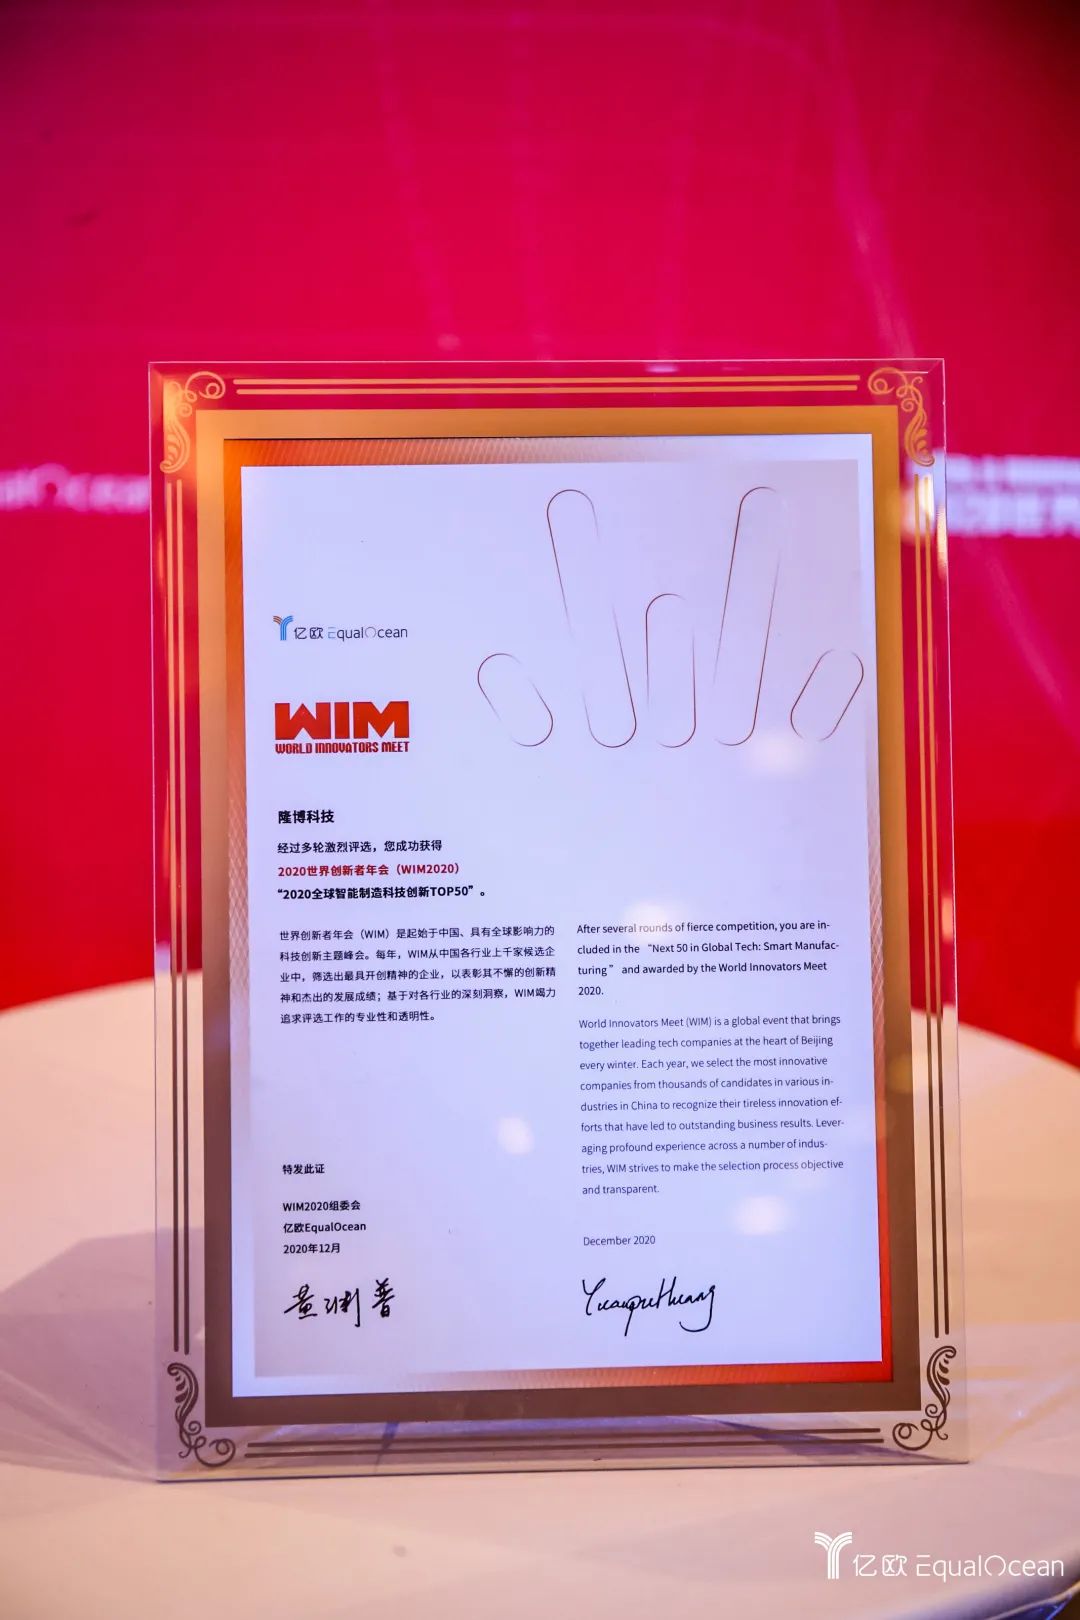 亿欧 EqualOcean
WIM
WORLD INNOVATORS MEET
隆博科技
经过多轮激烈评选，您成功获得
2020世界创新者年会（WIM2020）
“2020全球智能制造科技创新TOP50”。
世界创新者年会（WIM）是起始于中国、具有全球影响力的
科技创新主题峰会。每年，WIM从中国各行业上千家候选企
业中，筛选出最具开创精神的企业，以表彰其不懈的创新精
神和杰出的发展成绩；基于对各行业的深刻洞察，WIM竭力
追求评选工作的专业性和透明性。
After several rounds of fierce competition, you are in-
cluded in the “Next 50 in Global Tech: Smart Manufac-
turing” and awarded by the World Innovators Meet
2020.
World Innovators Meet (WIM) is a global event that brings
together leading tech companies at the heart of Beijing
every winter. Each year, we select the most innovative
companies from thousands of candidates in various in-
dustries in China to recognize their tireless innovation ef-
forts that have led to outstanding business results. Lever-
aging profound experience across a number of indus-
tries, WIM strives to make the selection process objective
and transparent.
特发此证
WIM2020组委会
亿欧EqualOcean
2020年12月
黄渊普
December 2020
Yuanpu Huang
亿欧 EqualOcean